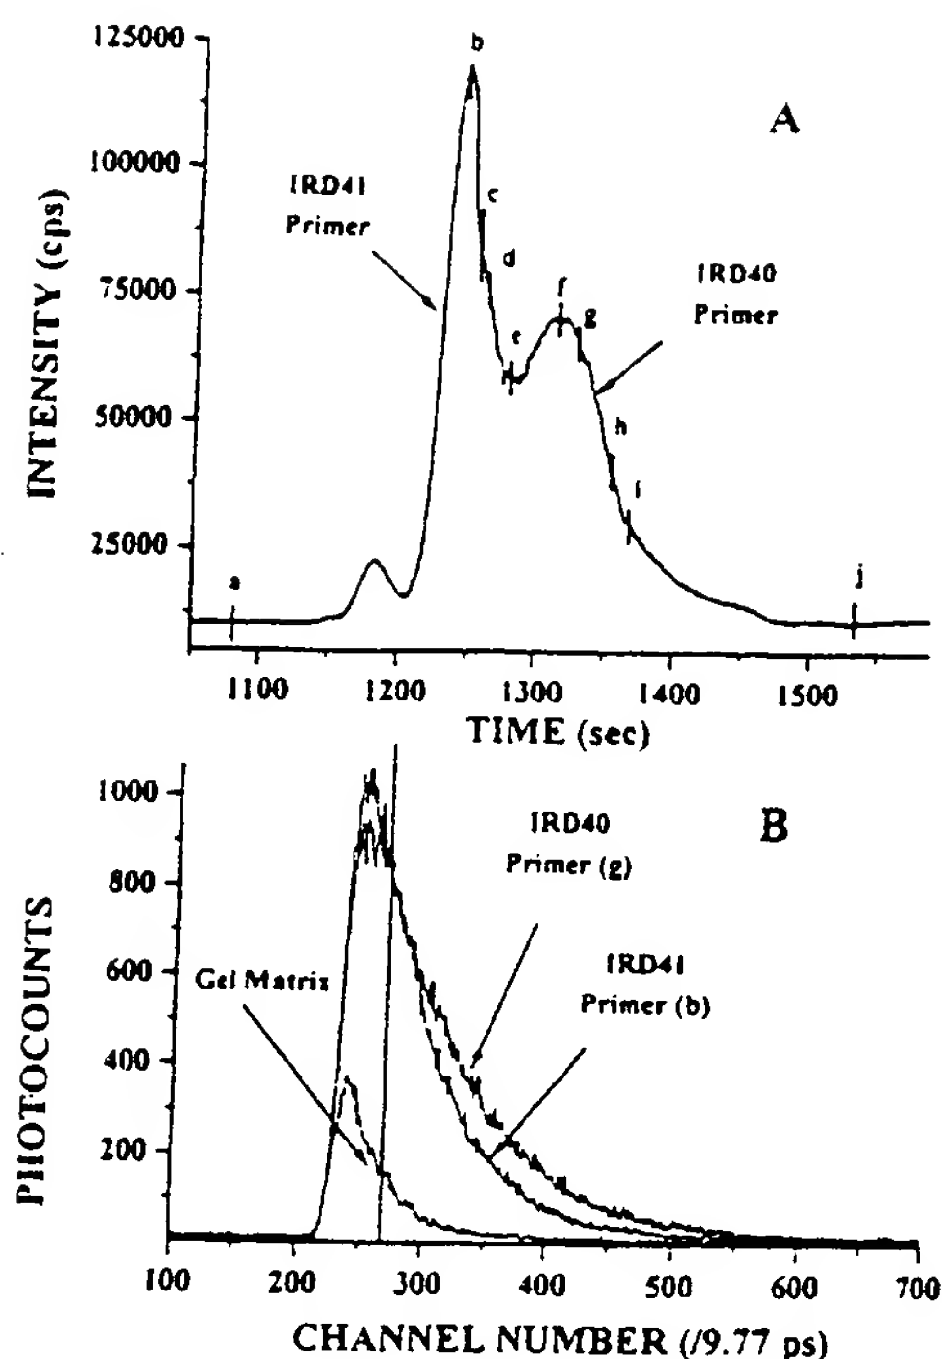 125000
100000
75000
50000
25000
INTENSITY (cps)
A
b
IRD41
Primer
c
d
e
f
g
IRD40
Primer
h
i
a
j
1100 1200 1300 1400 1500
TIME (sec)
B
1000
800
600
400
200
PHOTOCOUNTS
IRD40
Primer (g)
Gel Matrix
IRD41
Primer (b)
100 200 300 400 500 600 700
CHANNEL NUMBER (/9.77 ps)